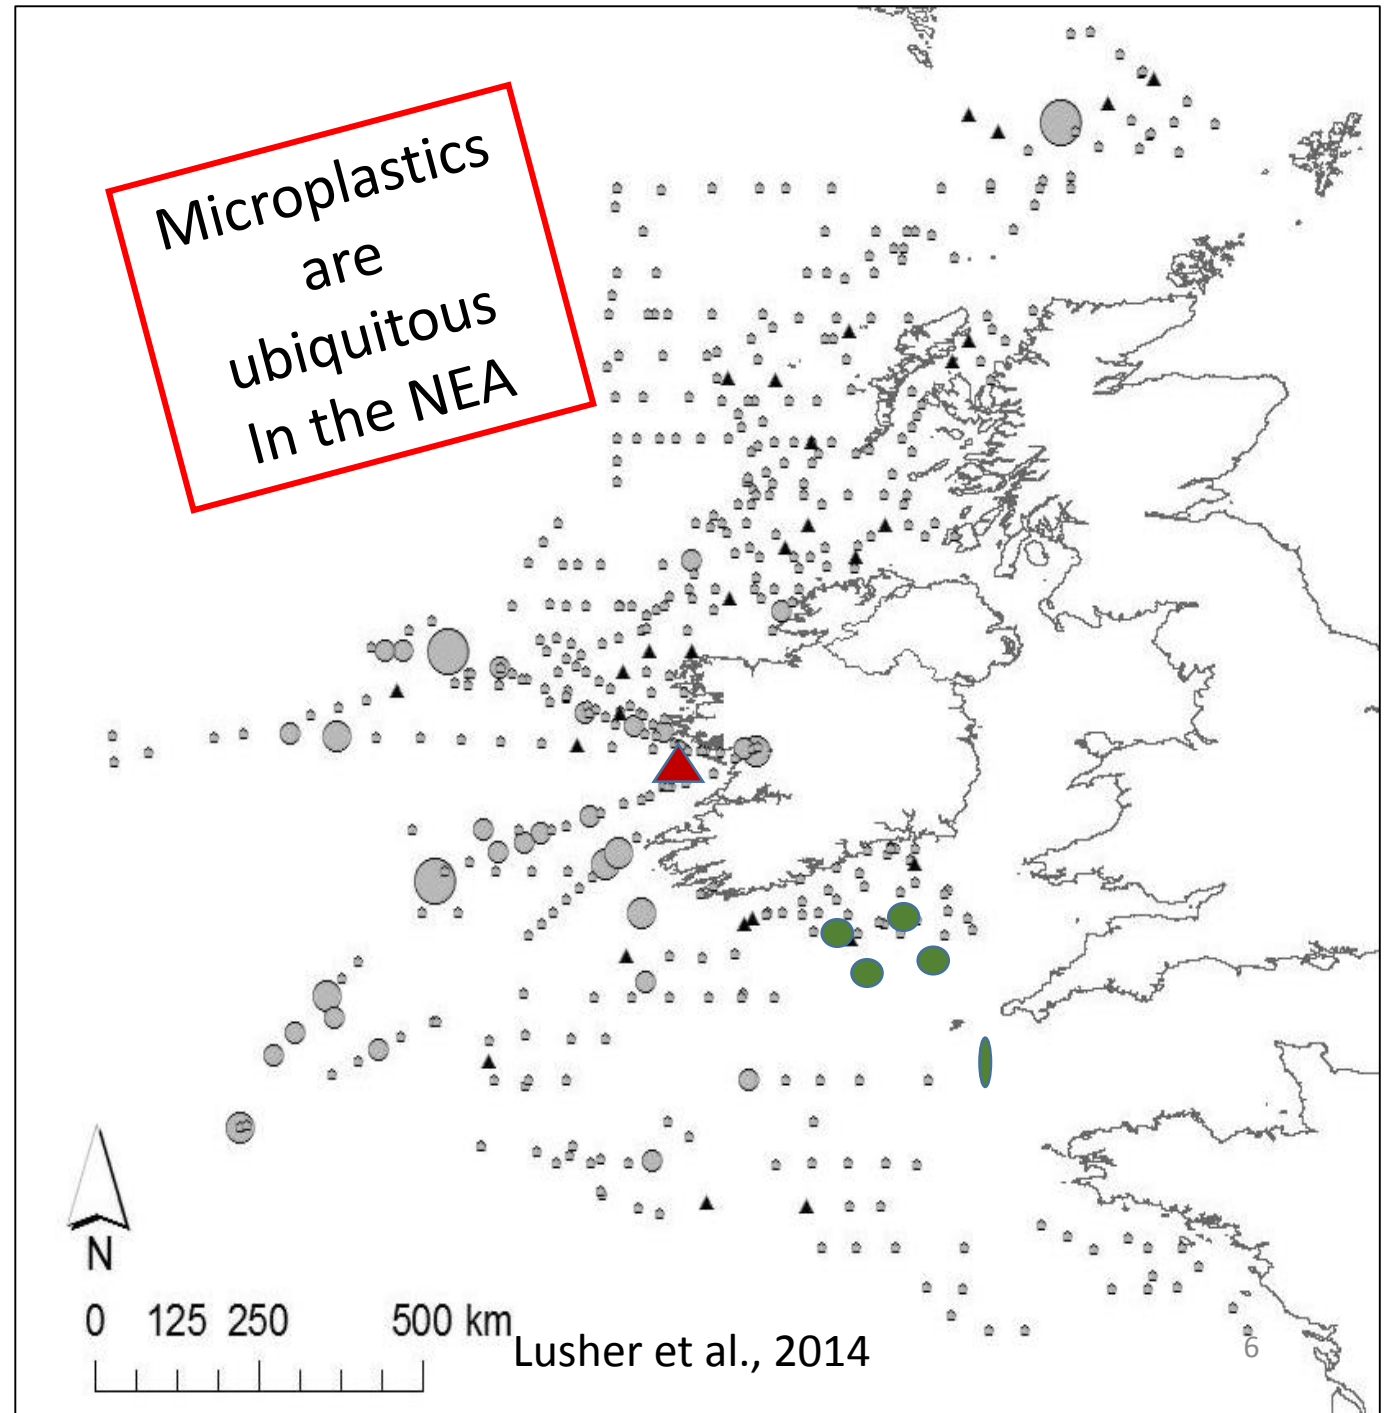 Microplastics
are
ubiquitous
In the NEA
N
0 125 250 500 km
Lusher et al., 2014
6